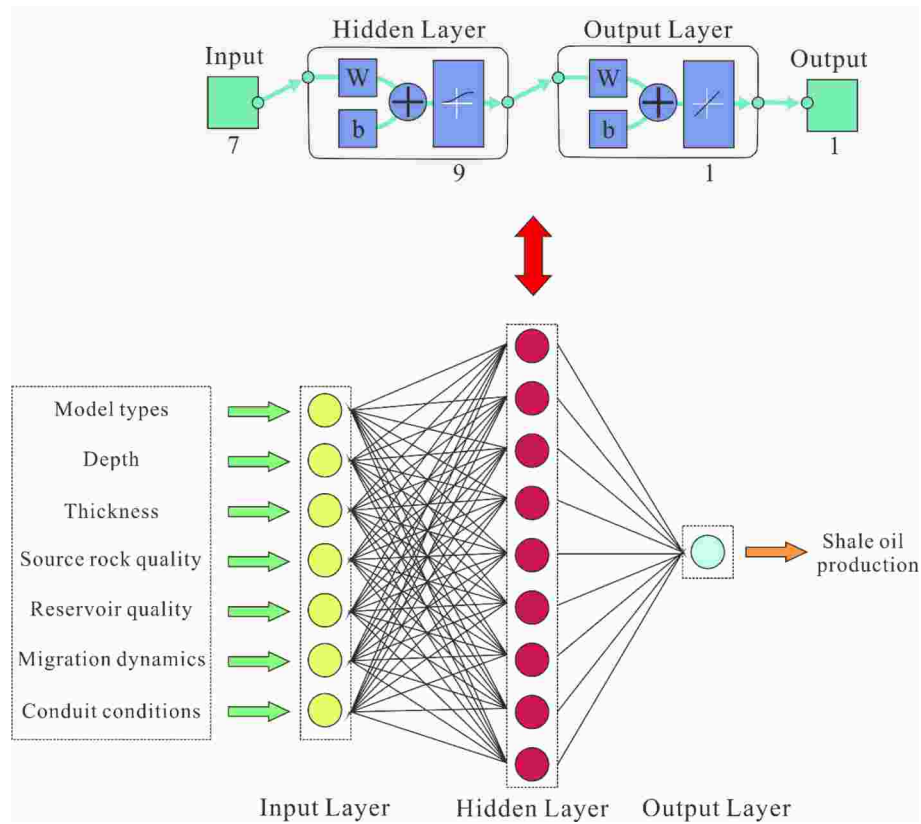 Hidden Layer
Output Layer
Input
Output
W
W
b
b
7
9
1
1
Model types
Depth
Thickness
Source rock quality
Reservoir quality
Migration dynamics
Conduit conditions
Shale oil
production
Input Layer
Hidden Layer
Output Layer